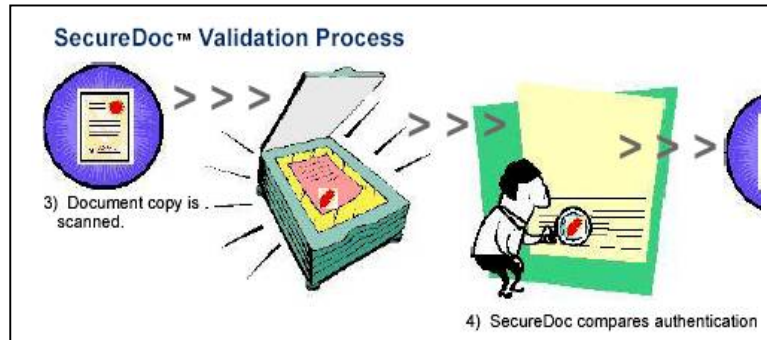 SecureDoc™ Validation Process
3) Document copy is
scanned.
4) SecureDoc compares authentication